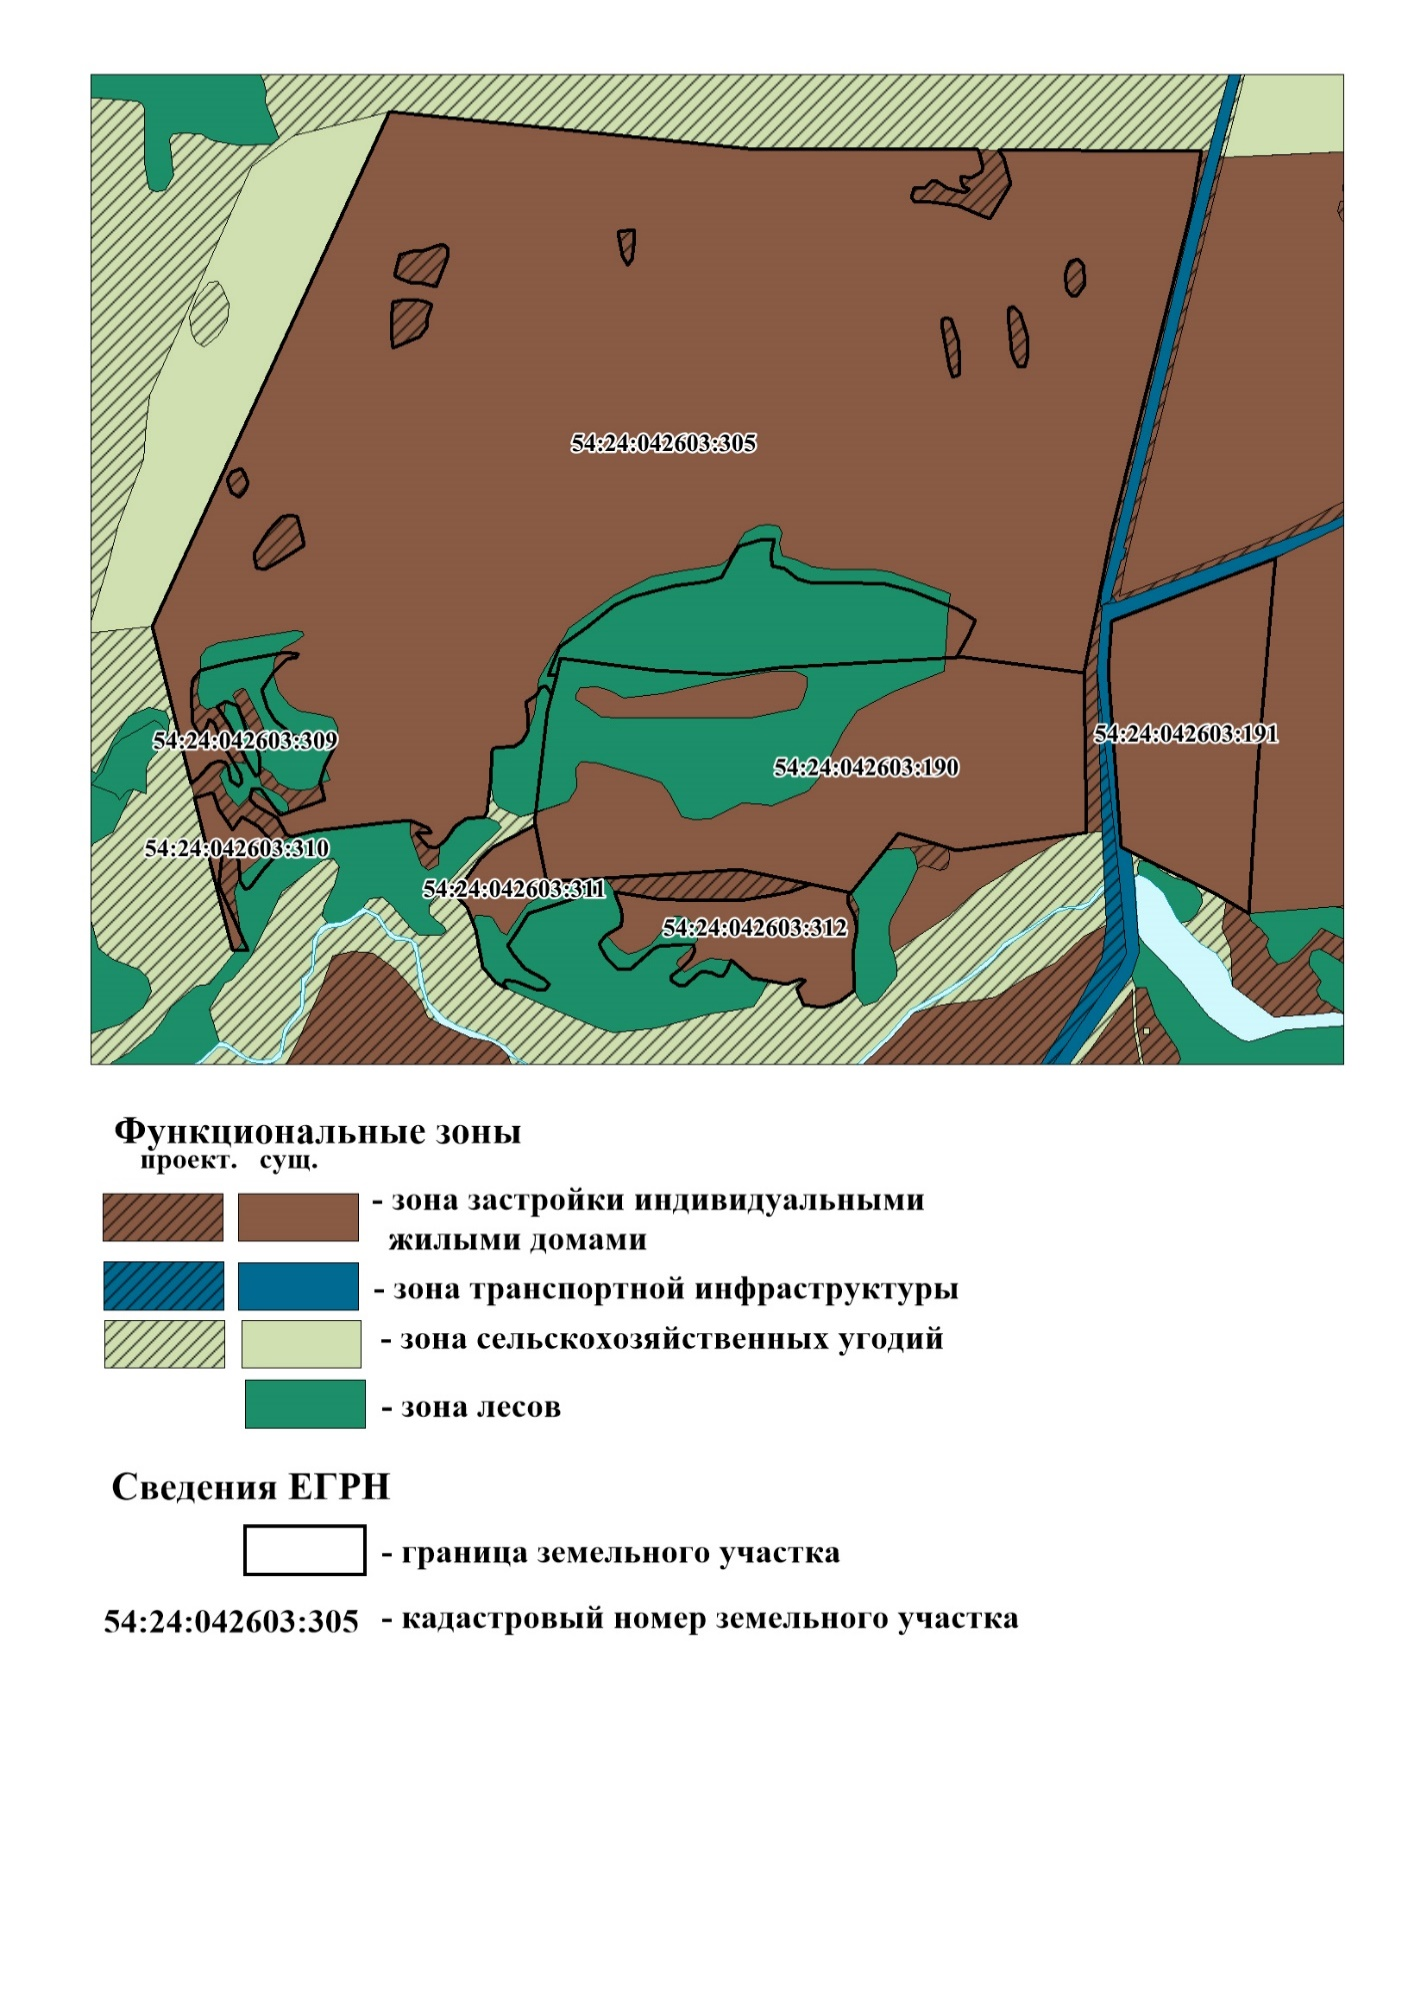 54:24:042603:305
54:24:042603:309
54:24:042603:191
54:24:042603:190
54:24:042603:310
54:24:042603:311
54:24:042603:312
Функциональные зоны
проект. сущ.
- зона застройки индивидуальными
жилыми домами
- зона транспортной инфраструктуры
- зона сельскохозяйственных угодий
- зона лесов
Сведения ЕГРН
- граница земельного участка
54:24:042603:305 - кадастровый номер земельного участка